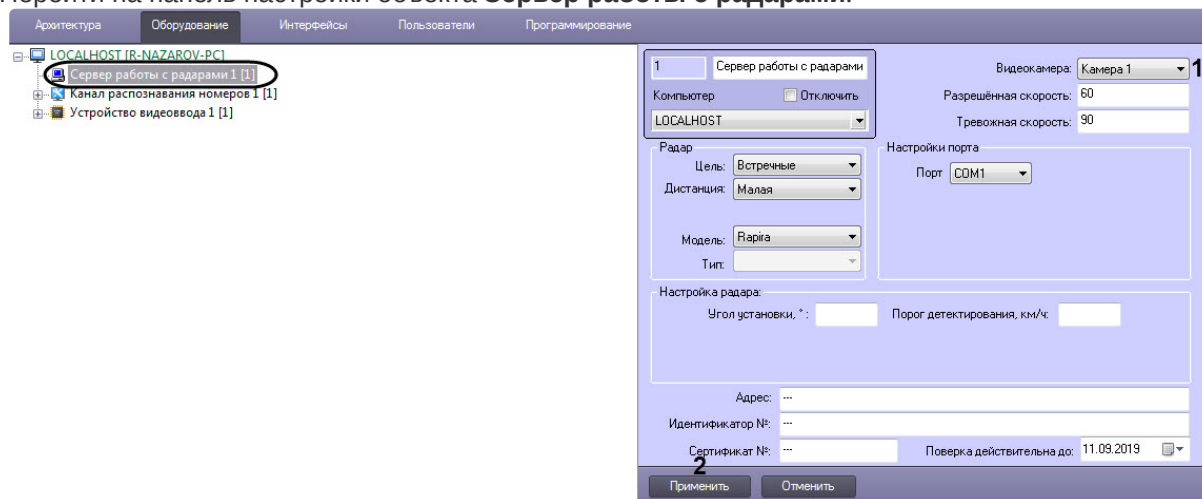 Перейти на панель настройки объекта Сервер работы с радарами.
Архитектура Оборудование Интерфейсы Пользователи Программирование
LOCALHOST [R-NAZAROV-PC]
Сервер работы с радарами 1 [1]
Канал распознавания номеров 1 [1]
Устройство видеоввода 1 [1]
1 Сервер работы с радарами
Компьютер Отключить
LOCALHOST
Видеокамера: Камера 1 1
Разрешённая скорость: 60
Тревожная скорость: 90
Радар
Цель: Встречные
Дистанция: Малая
Модель: Rapira
Тип:
Настройки порта
Порт COM1
Настройка радара:
Угол установки, °: Порог детектирования, км/ч:
Адрес: ---
Идентификатор №: ---
Сертификат №: --- Поверка действительна до: 11.09.2019
2
Применить Отменить